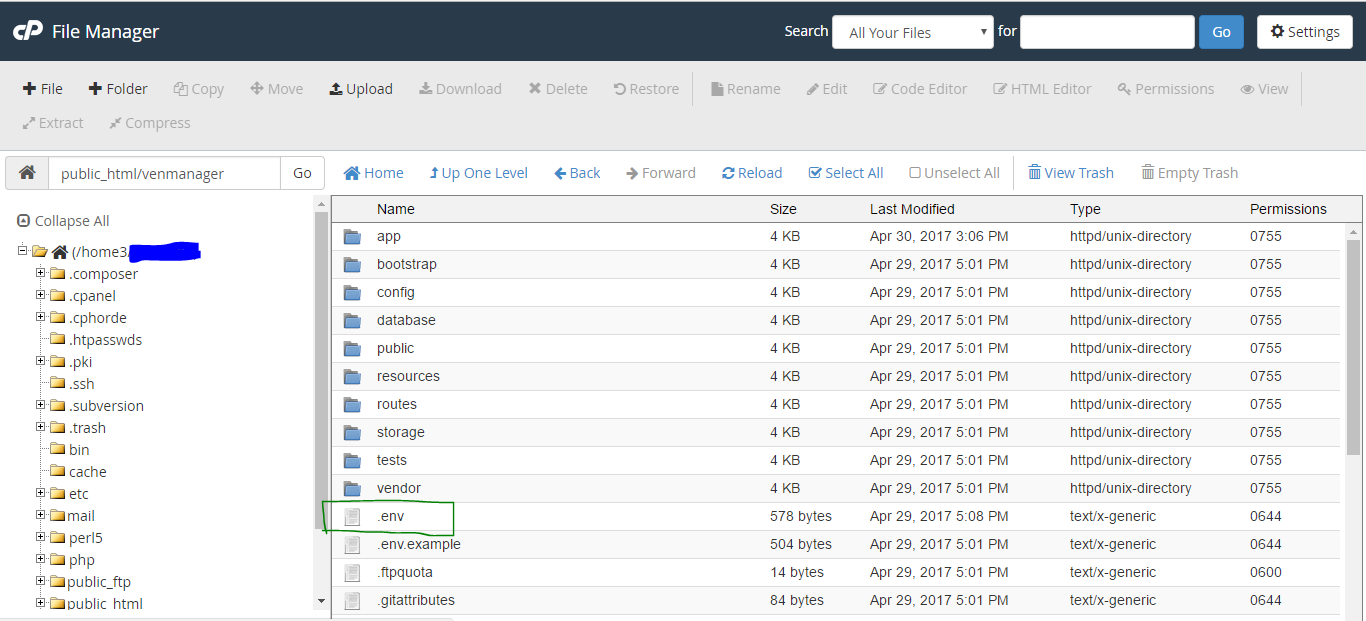 cP File Manager Search All Your Files for Go Settings
File Folder Copy Move Upload Download Delete Restore Rename Edit Code Editor HTML Editor Permissions View
Extract Compress
public_html/venmanager Go Home Up One Level Back Forward Reload Select All Unselect All View Trash Empty Trash
Collapse All
(/home3/
.composer
.cpanel
.cphorde
.htpasswds
.pki
.ssh
.subversion
.trash
bin
cache
etc
mail
perl5
php
public_ftp
public_html
Name Size Last Modified Type Permissions
app 4 KB Apr 30, 2017 3:06 PM httpd/unix-directory 0755
bootstrap 4 KB Apr 29, 2017 5:01 PM httpd/unix-directory 0755
config 4 KB Apr 29, 2017 5:01 PM httpd/unix-directory 0755
database 4 KB Apr 29, 2017 5:01 PM httpd/unix-directory 0755
public 4 KB Apr 29, 2017 5:01 PM httpd/unix-directory 0755
resources 4 KB Apr 29, 2017 5:01 PM httpd/unix-directory 0755
routes 4 KB Apr 29, 2017 5:01 PM httpd/unix-directory 0755
storage 4 KB Apr 29, 2017 5:01 PM httpd/unix-directory 0755
tests 4 KB Apr 29, 2017 5:01 PM httpd/unix-directory 0755
vendor 4 KB Apr 29, 2017 5:01 PM httpd/unix-directory 0755
.env 578 bytes Apr 29, 2017 5:08 PM text/x-generic 0644
.env.example 504 bytes Apr 29, 2017 5:01 PM text/x-generic 0644
.ftpquota 14 bytes Apr 29, 2017 5:01 PM text/x-generic 0600
.gitattributes 84 bytes Apr 29, 2017 5:01 PM text/x-generic 0644